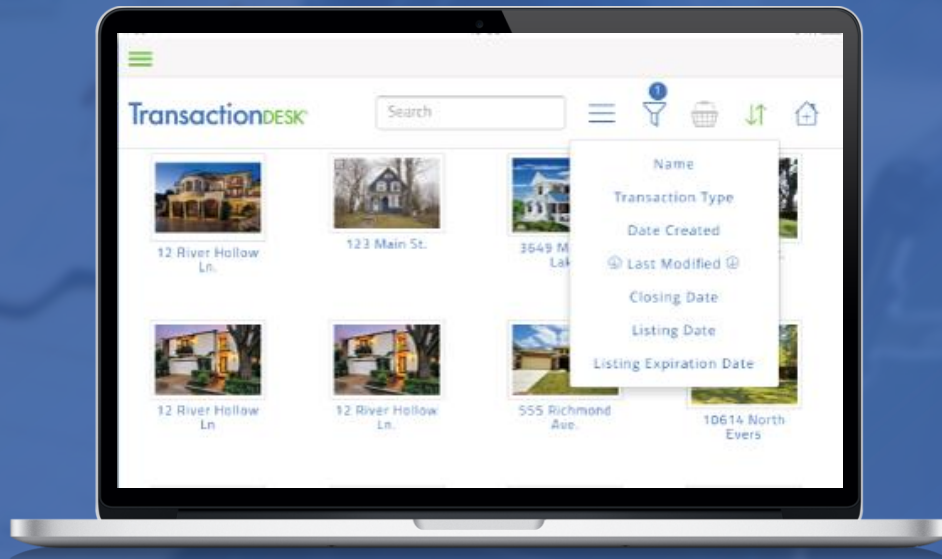 TransactionDESK
Search
1
Name
Transaction Type
Date Created
Last Modified
Closing Date
Listing Date
Listing Expiration Date
12 River Hollow
Ln.
123 Main St.
3649 M
Lak
12 River Hollow
Ln
12 River Hollow
Ln.
555 Richmond
Ave.
10614 North
Evers